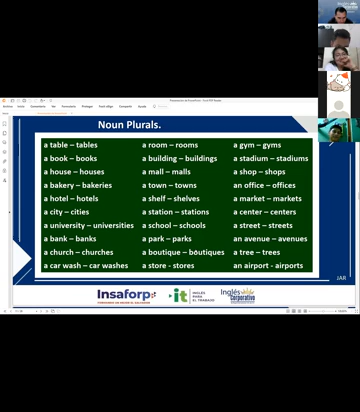 Noun Plurals.
a table – tables
a book – books
a house – houses
a bakery – bakeries
a hotel – hotels
a city – cities
a university – universities
a bank – banks
a church – churches
a car wash – car washes
a room – rooms
a building – buildings
a mall – malls
a town – towns
a shelf – shelves
a station – stations
a school – schools
a park – parks
a boutique – boutiques
a store - stores
a gym – gyms
a stadium – stadiums
a shop – shops
an office – offices
a market – markets
a center – centers
a street – streets
an avenue – avenues
a tree – trees
an airport - airports
JAR
Insaforp
it
INGLÉS
PARA
EL TRABAJO
Inglés
Corporativo